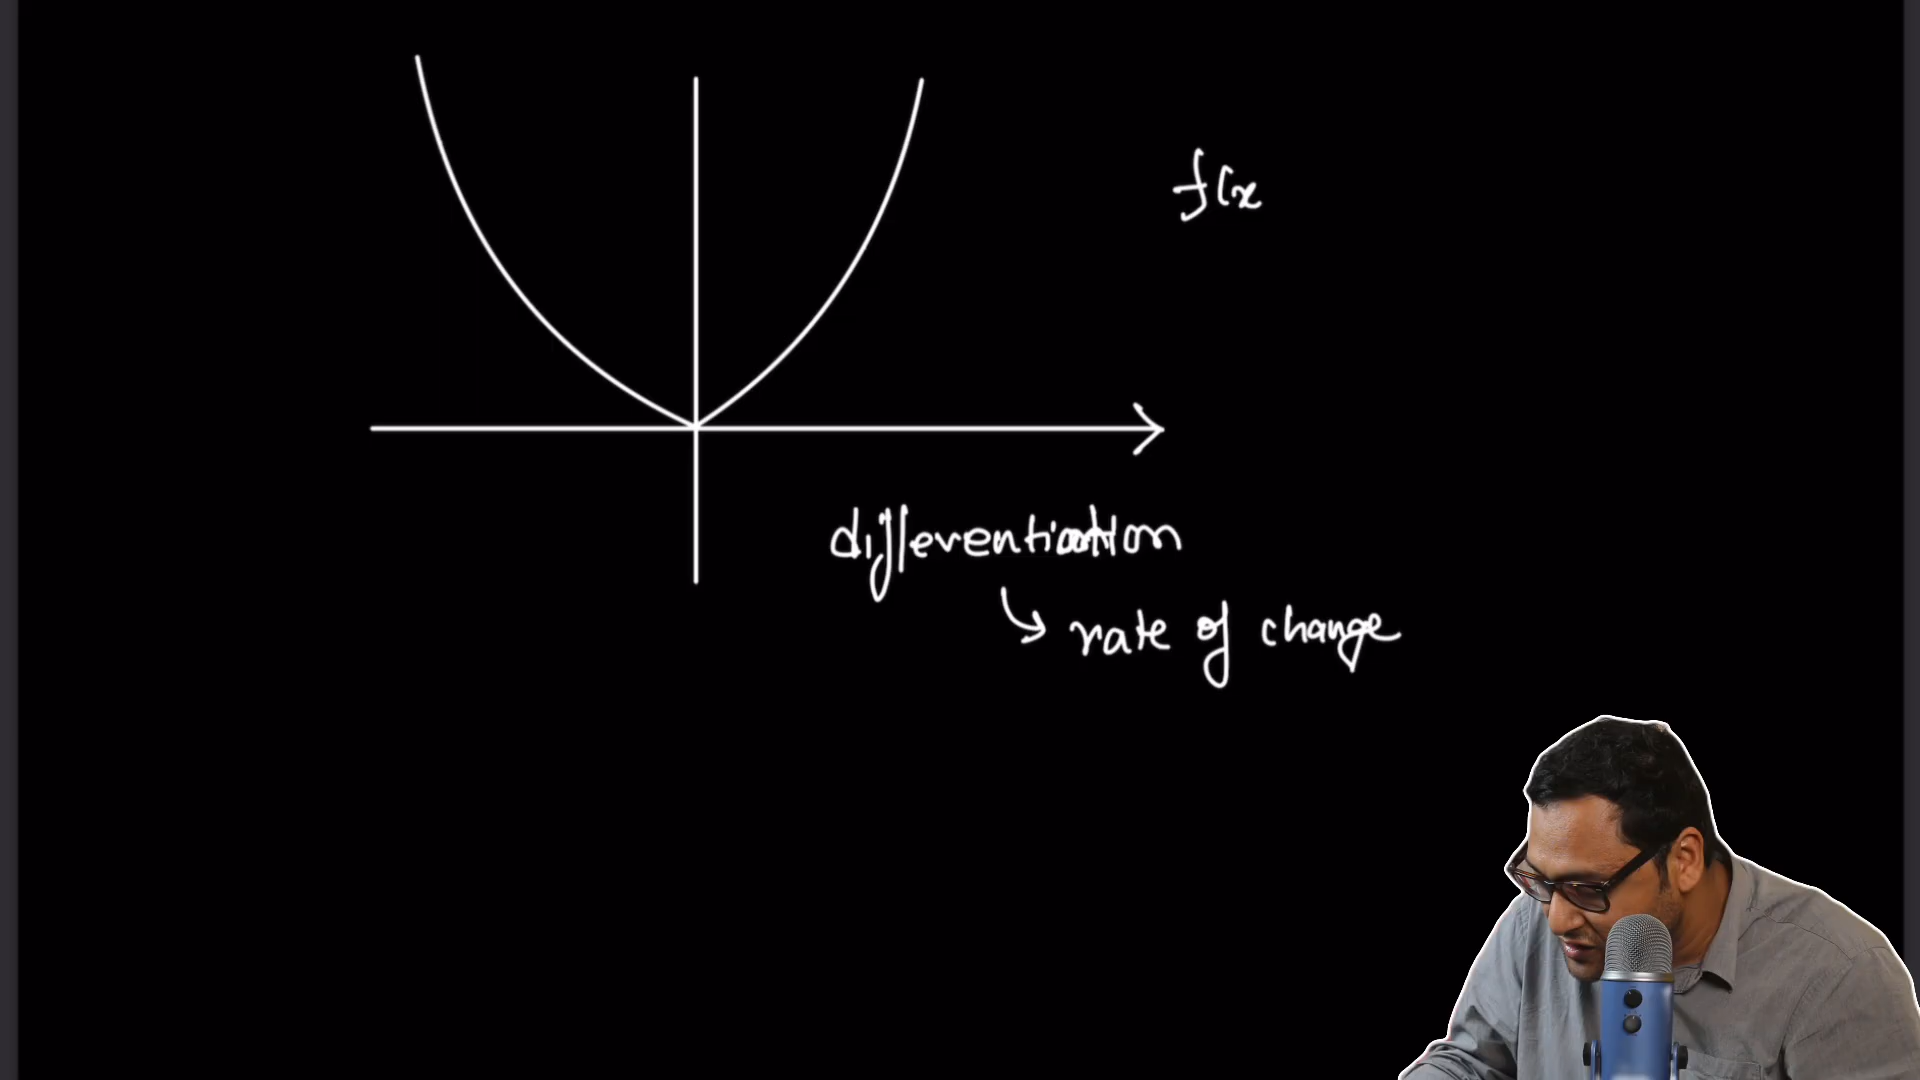 f(x
differentiation
rate of change